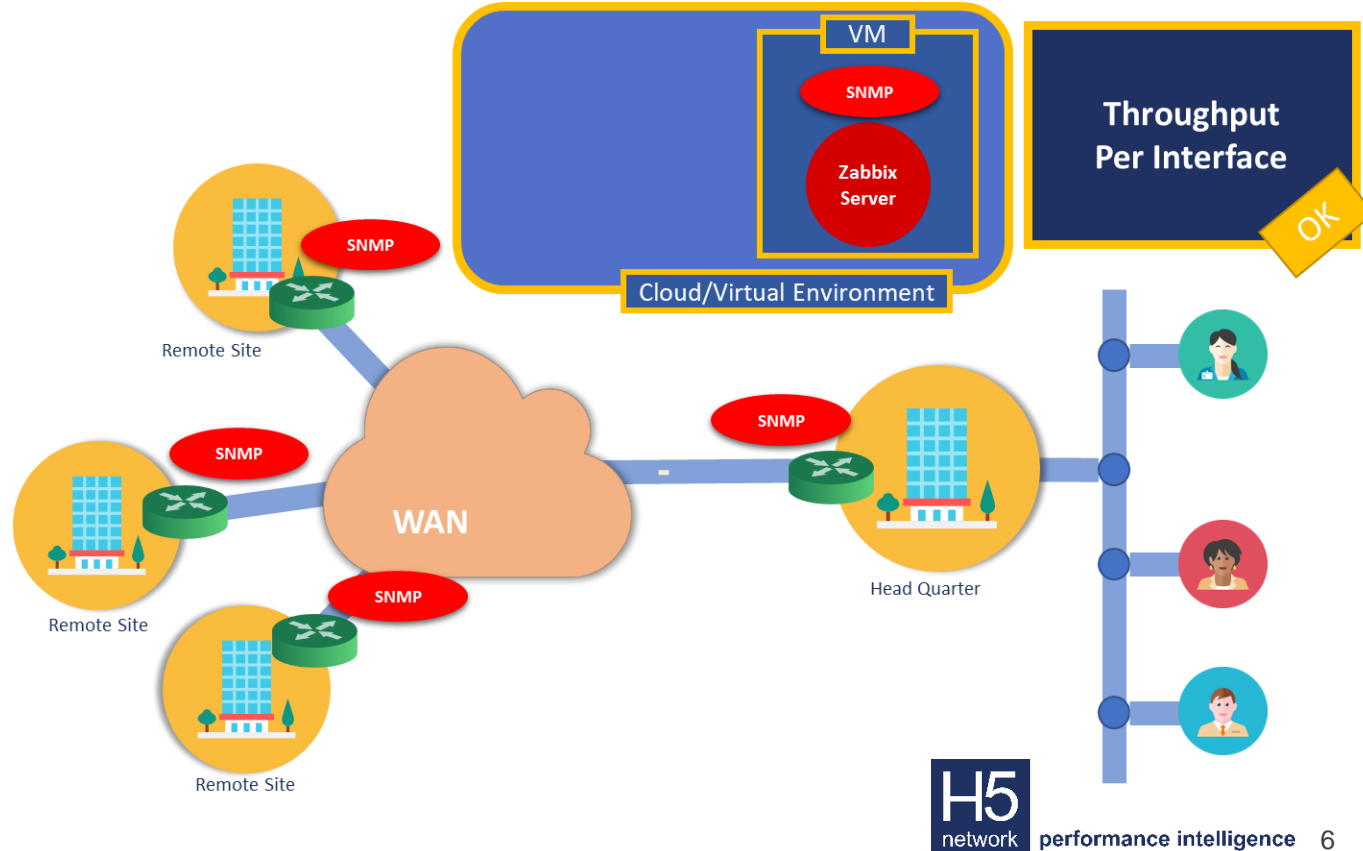 VM
SNMP
Zabbix
Server
Cloud/Virtual Environment
Throughput
Per Interface
OK
SNMP
Remote Site
SNMP
Remote Site
SNMP
Remote Site
WAN
SNMP
Head Quarter
H5
network performance intelligence 6